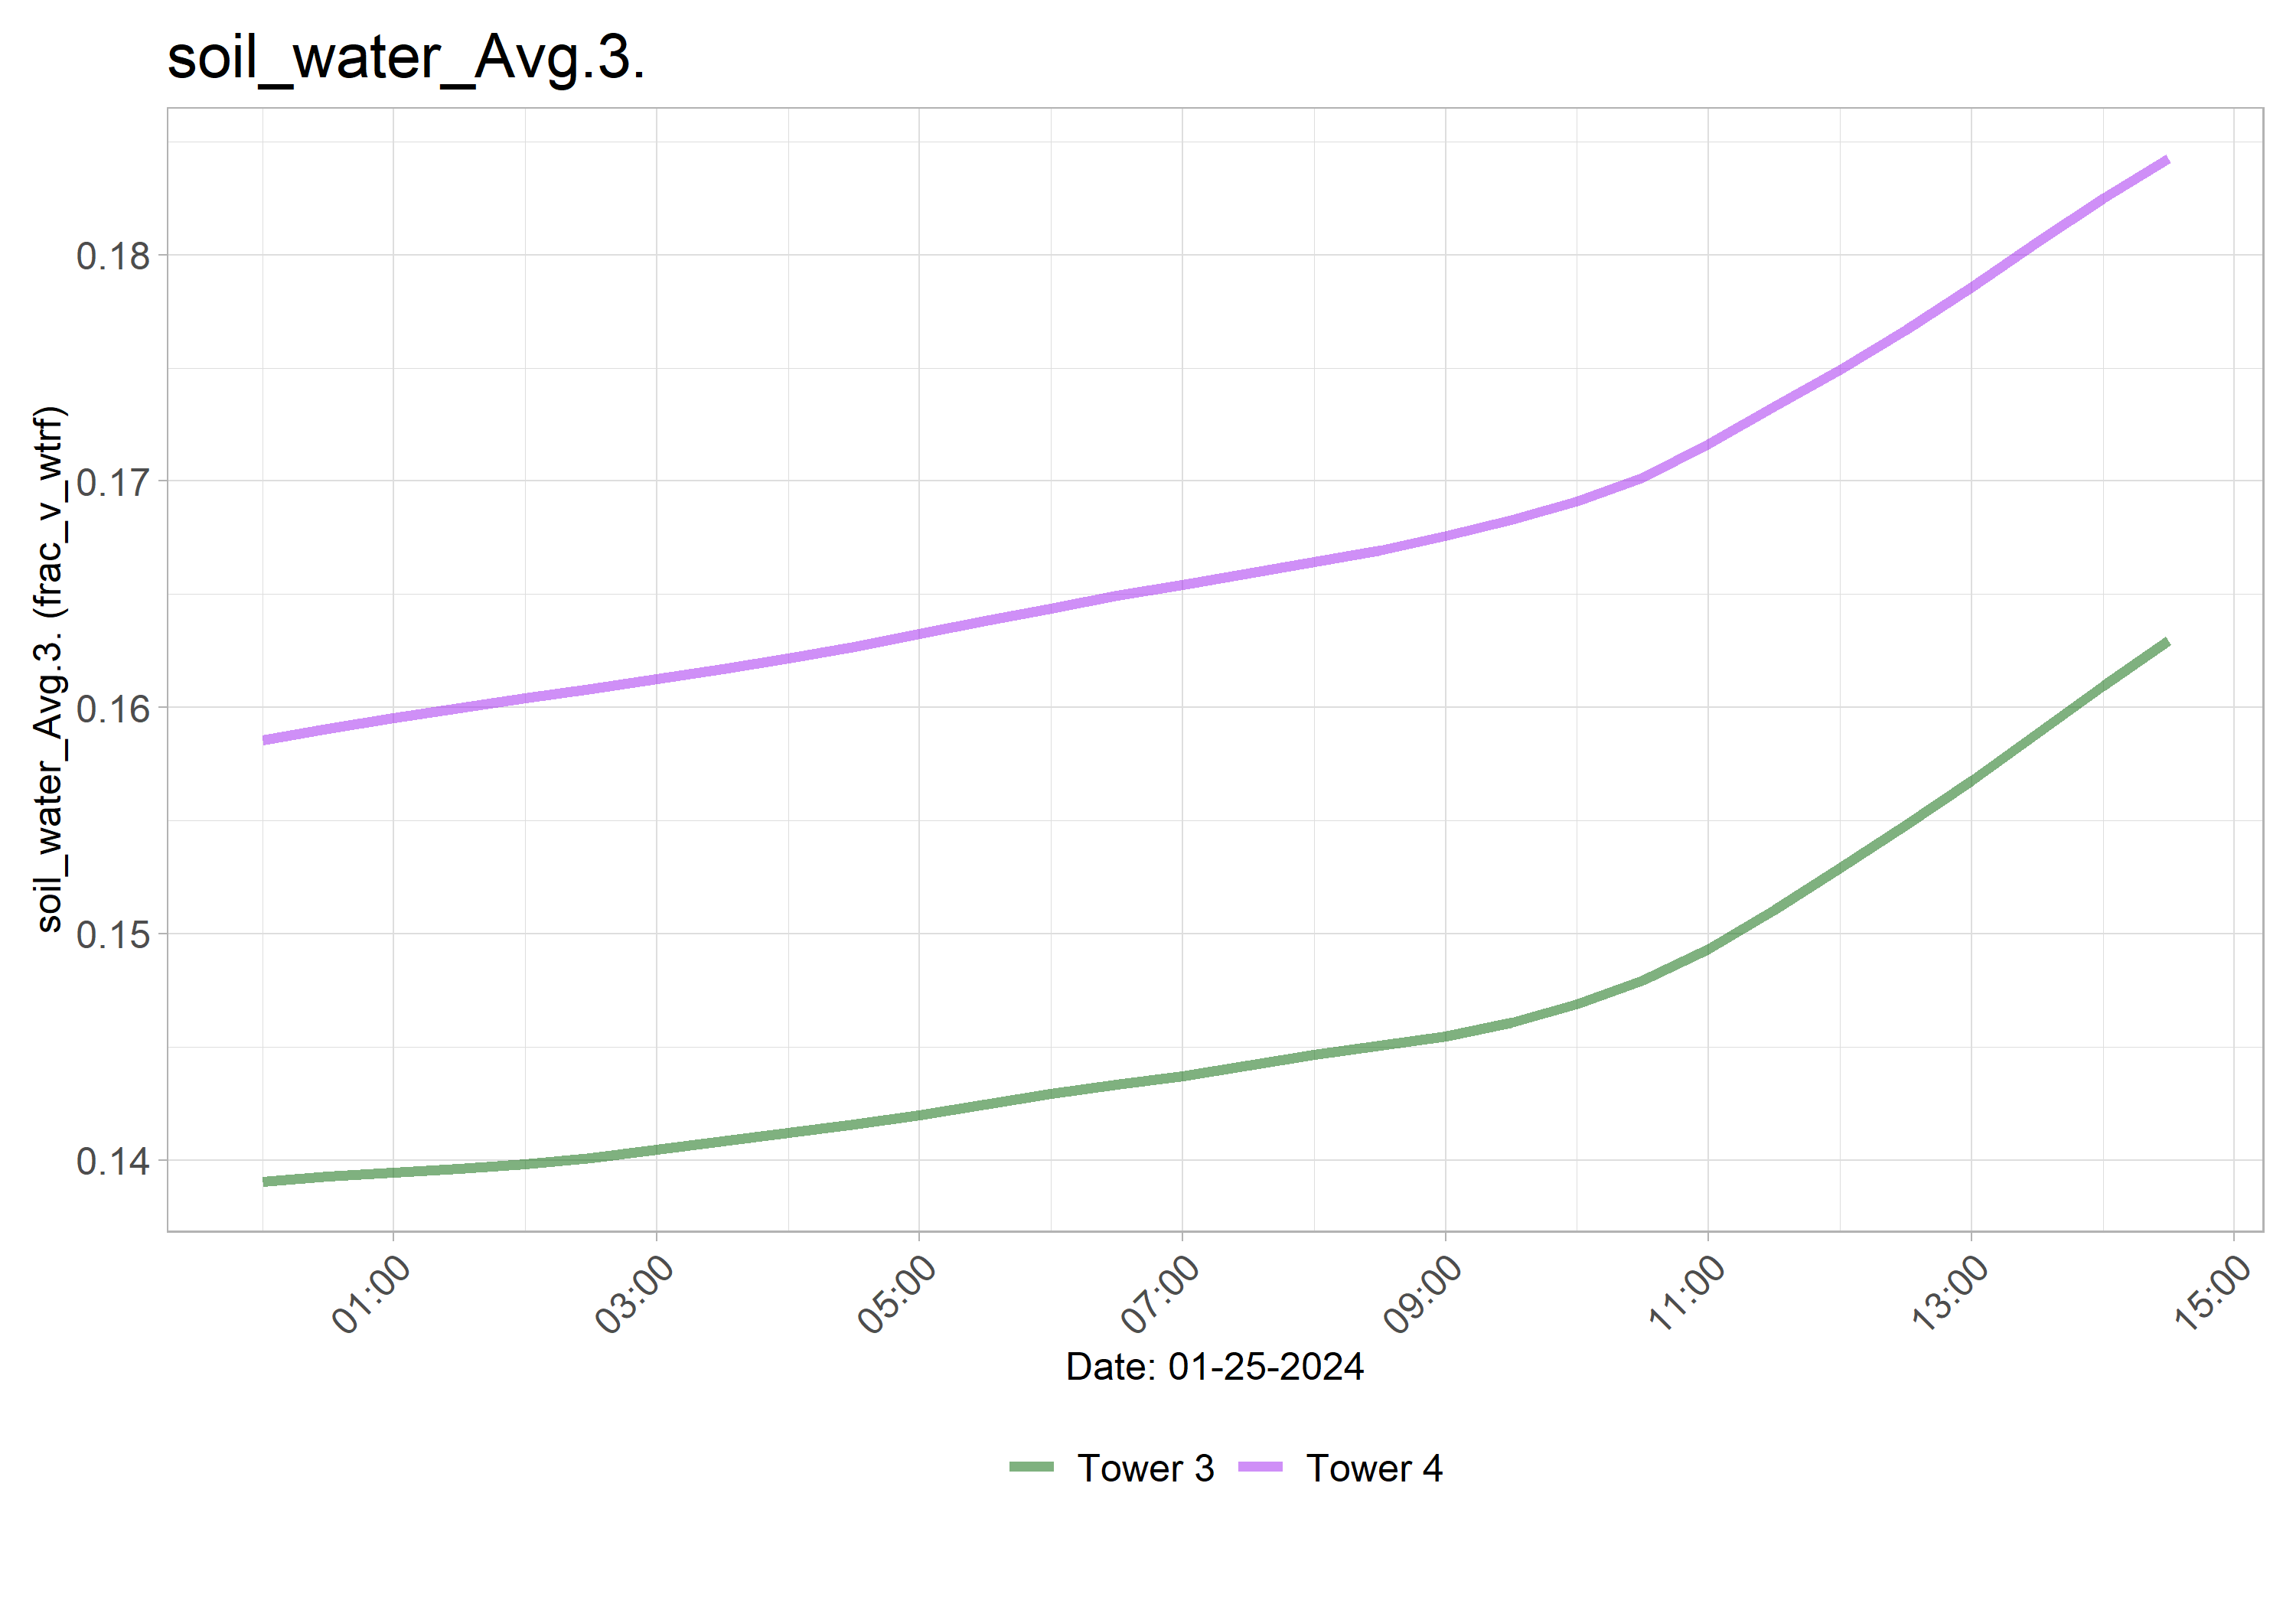 soil_water_Avg.3.
soil_water_Avg.3. (frac_v_wtrf)
0.18
0.17
0.16
0.15
0.14
01:00 03:00 05:00 07:00 09:00 11:00 13:00 15:00
Date: 01-25-2024
Tower 3 Tower 4